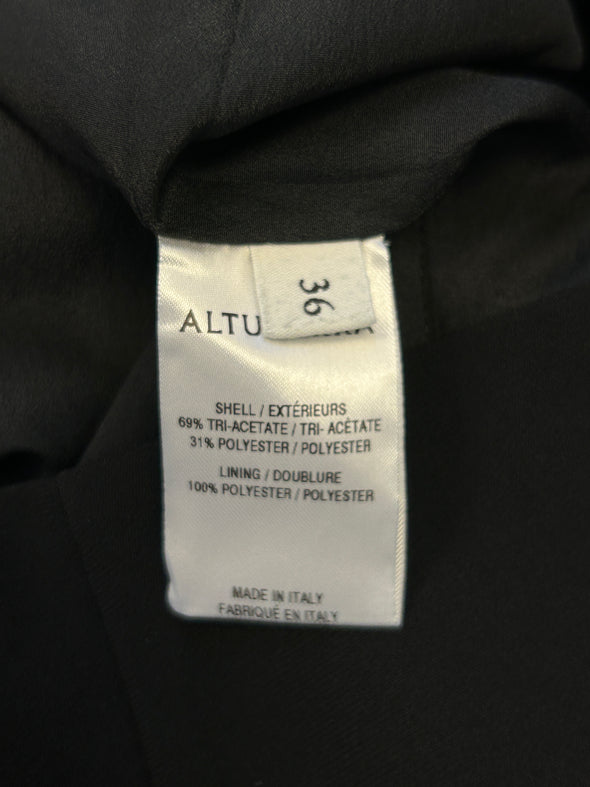 36
ALTU
SHELL / EXTÉRIEURS
69% TRI-ACETATE / TRI- ACÉTATE
31% POLYESTER / POLYESTER
LINING / DOUBLURE
100% POLYESTER / POLYESTER
MADE IN ITALY
FABRIQUÉ EN ITALY